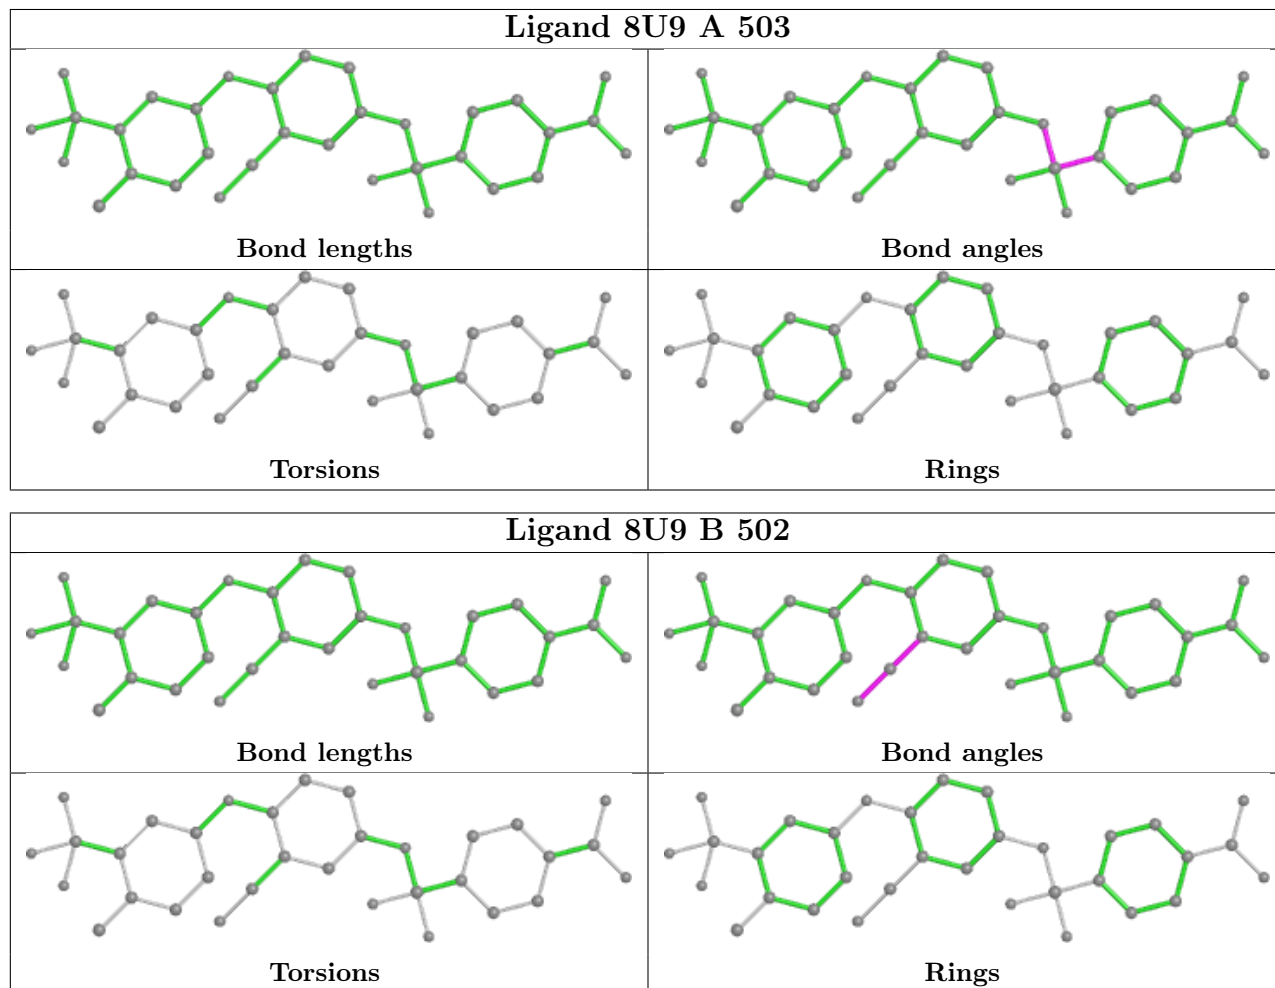 Ligand 8U9 A 503
Bond lengths
Bond angles
Torsions
Rings
Ligand 8U9 B 502
Bond lengths
Bond angles
Torsions
Rings